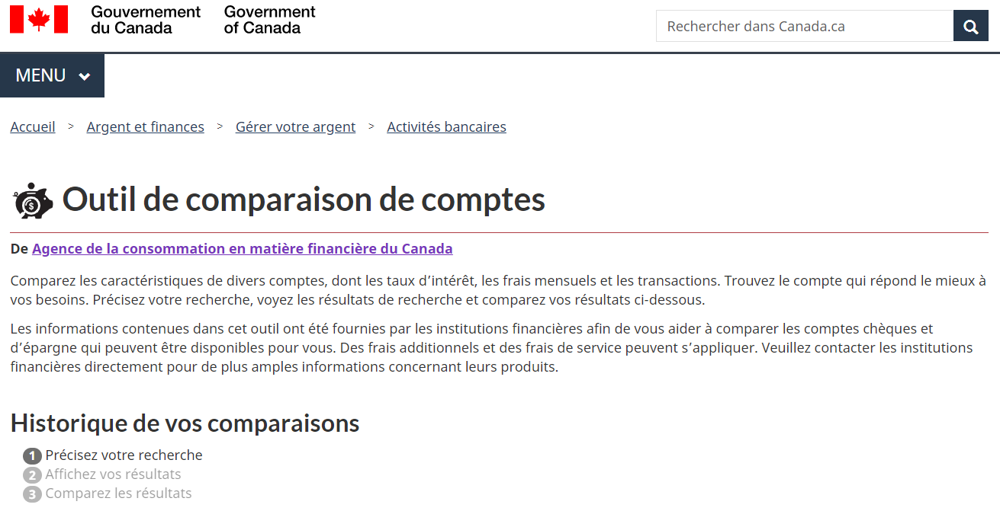 Gouvernement
du Canada
Government
of Canada
Rechercher dans Canada.ca
MENU
Accueil > Argent et finances > Gérer votre argent > Activités bancaires
Outil de comparaison de comptes
De Agence de la consommation en matière financière du Canada
Comparez les caractéristiques de divers comptes, dont les taux d’intérêt, les frais mensuels et les transactions. Trouvez le compte qui répond le mieux à
vos besoins. Précisez votre recherche, voyez les résultats de recherche et comparez vos résultats ci-dessous.
Les informations contenues dans cet outil ont été fournies par les institutions financières afin de vous aider à comparer les comptes chèques et
d’épargne qui peuvent être disponibles pour vous. Des frais additionnels et des frais de service peuvent s’appliquer. Veuillez contacter les institutions
financières directement pour de plus amples informations concernant leurs produits.
Historique de vos comparaisons
1 Précisez votre recherche
2 Affichez vos résultats
3 Comparez les résultats